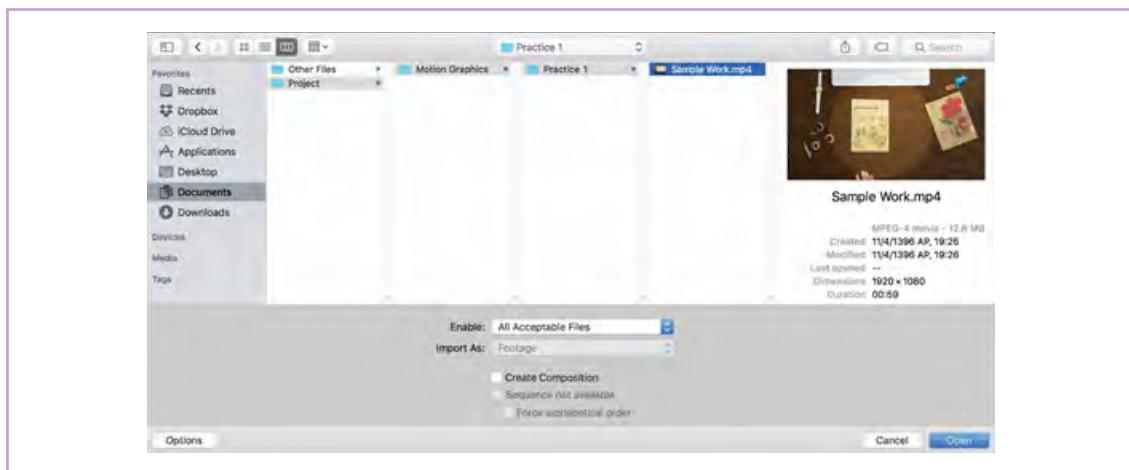 Practice 1
Search
Favorites
Recents
Dropbox
iCloud Drive
Applications
Desktop
Documents
Downloads
Devices
Media
Tags
Other Files
Project
Motion Graphics
Practice 1
Sample Work.mp4
Sample Work.mp4
MPEG-4 movie - 12.8 MB
Created 11/4/1396 AP, 19:26
Modified 11/4/1396 AP, 19:26
Last opened --
Dimensions 1920 × 1080
Duration 00:59
Enable: All Acceptable Files
Import As: Footage
Create Composition
Sequence not available
Force alphabetical order
Options
Cancel
Open